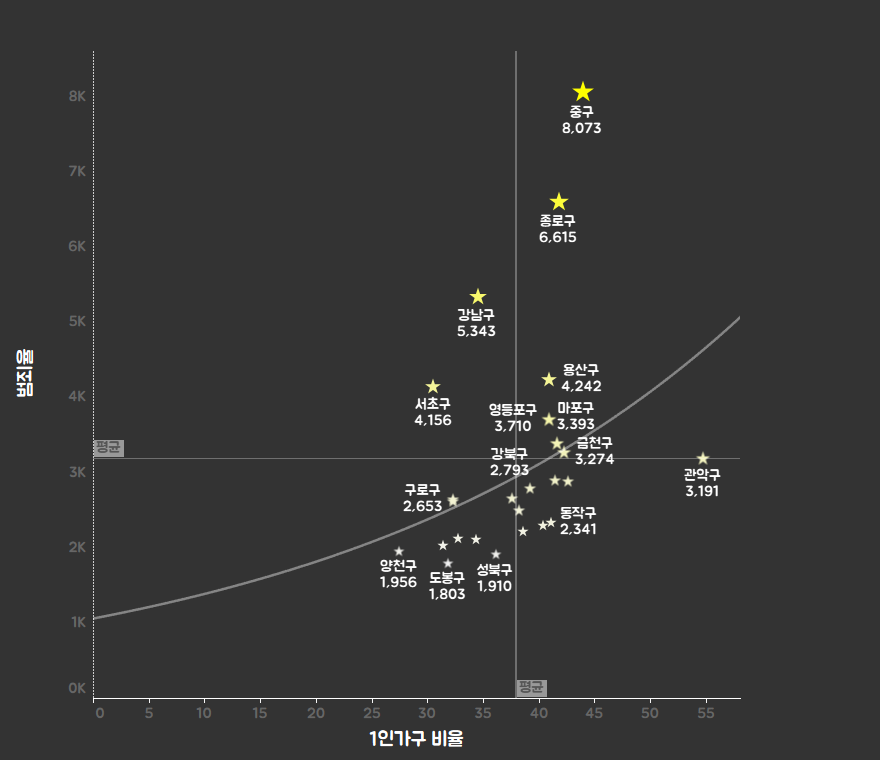 8K
중구
8,073
7K
종로구
6,615
6K
강남구
5,343
5K
범죄율
용산구
4,242
4K
서초구
4,156
영등포구
3,710
마포구
3,393
평균
금천구
3,274
강북구
2,793
3K
관악구
3,191
구로구
2,653
동작구
2,341
2K
양천구
1,956
도봉구
1,803
성북구
1,910
1K
평균
0K
0 5 10 15 20 25 30 35 40 45 50 55
1인가구 비율